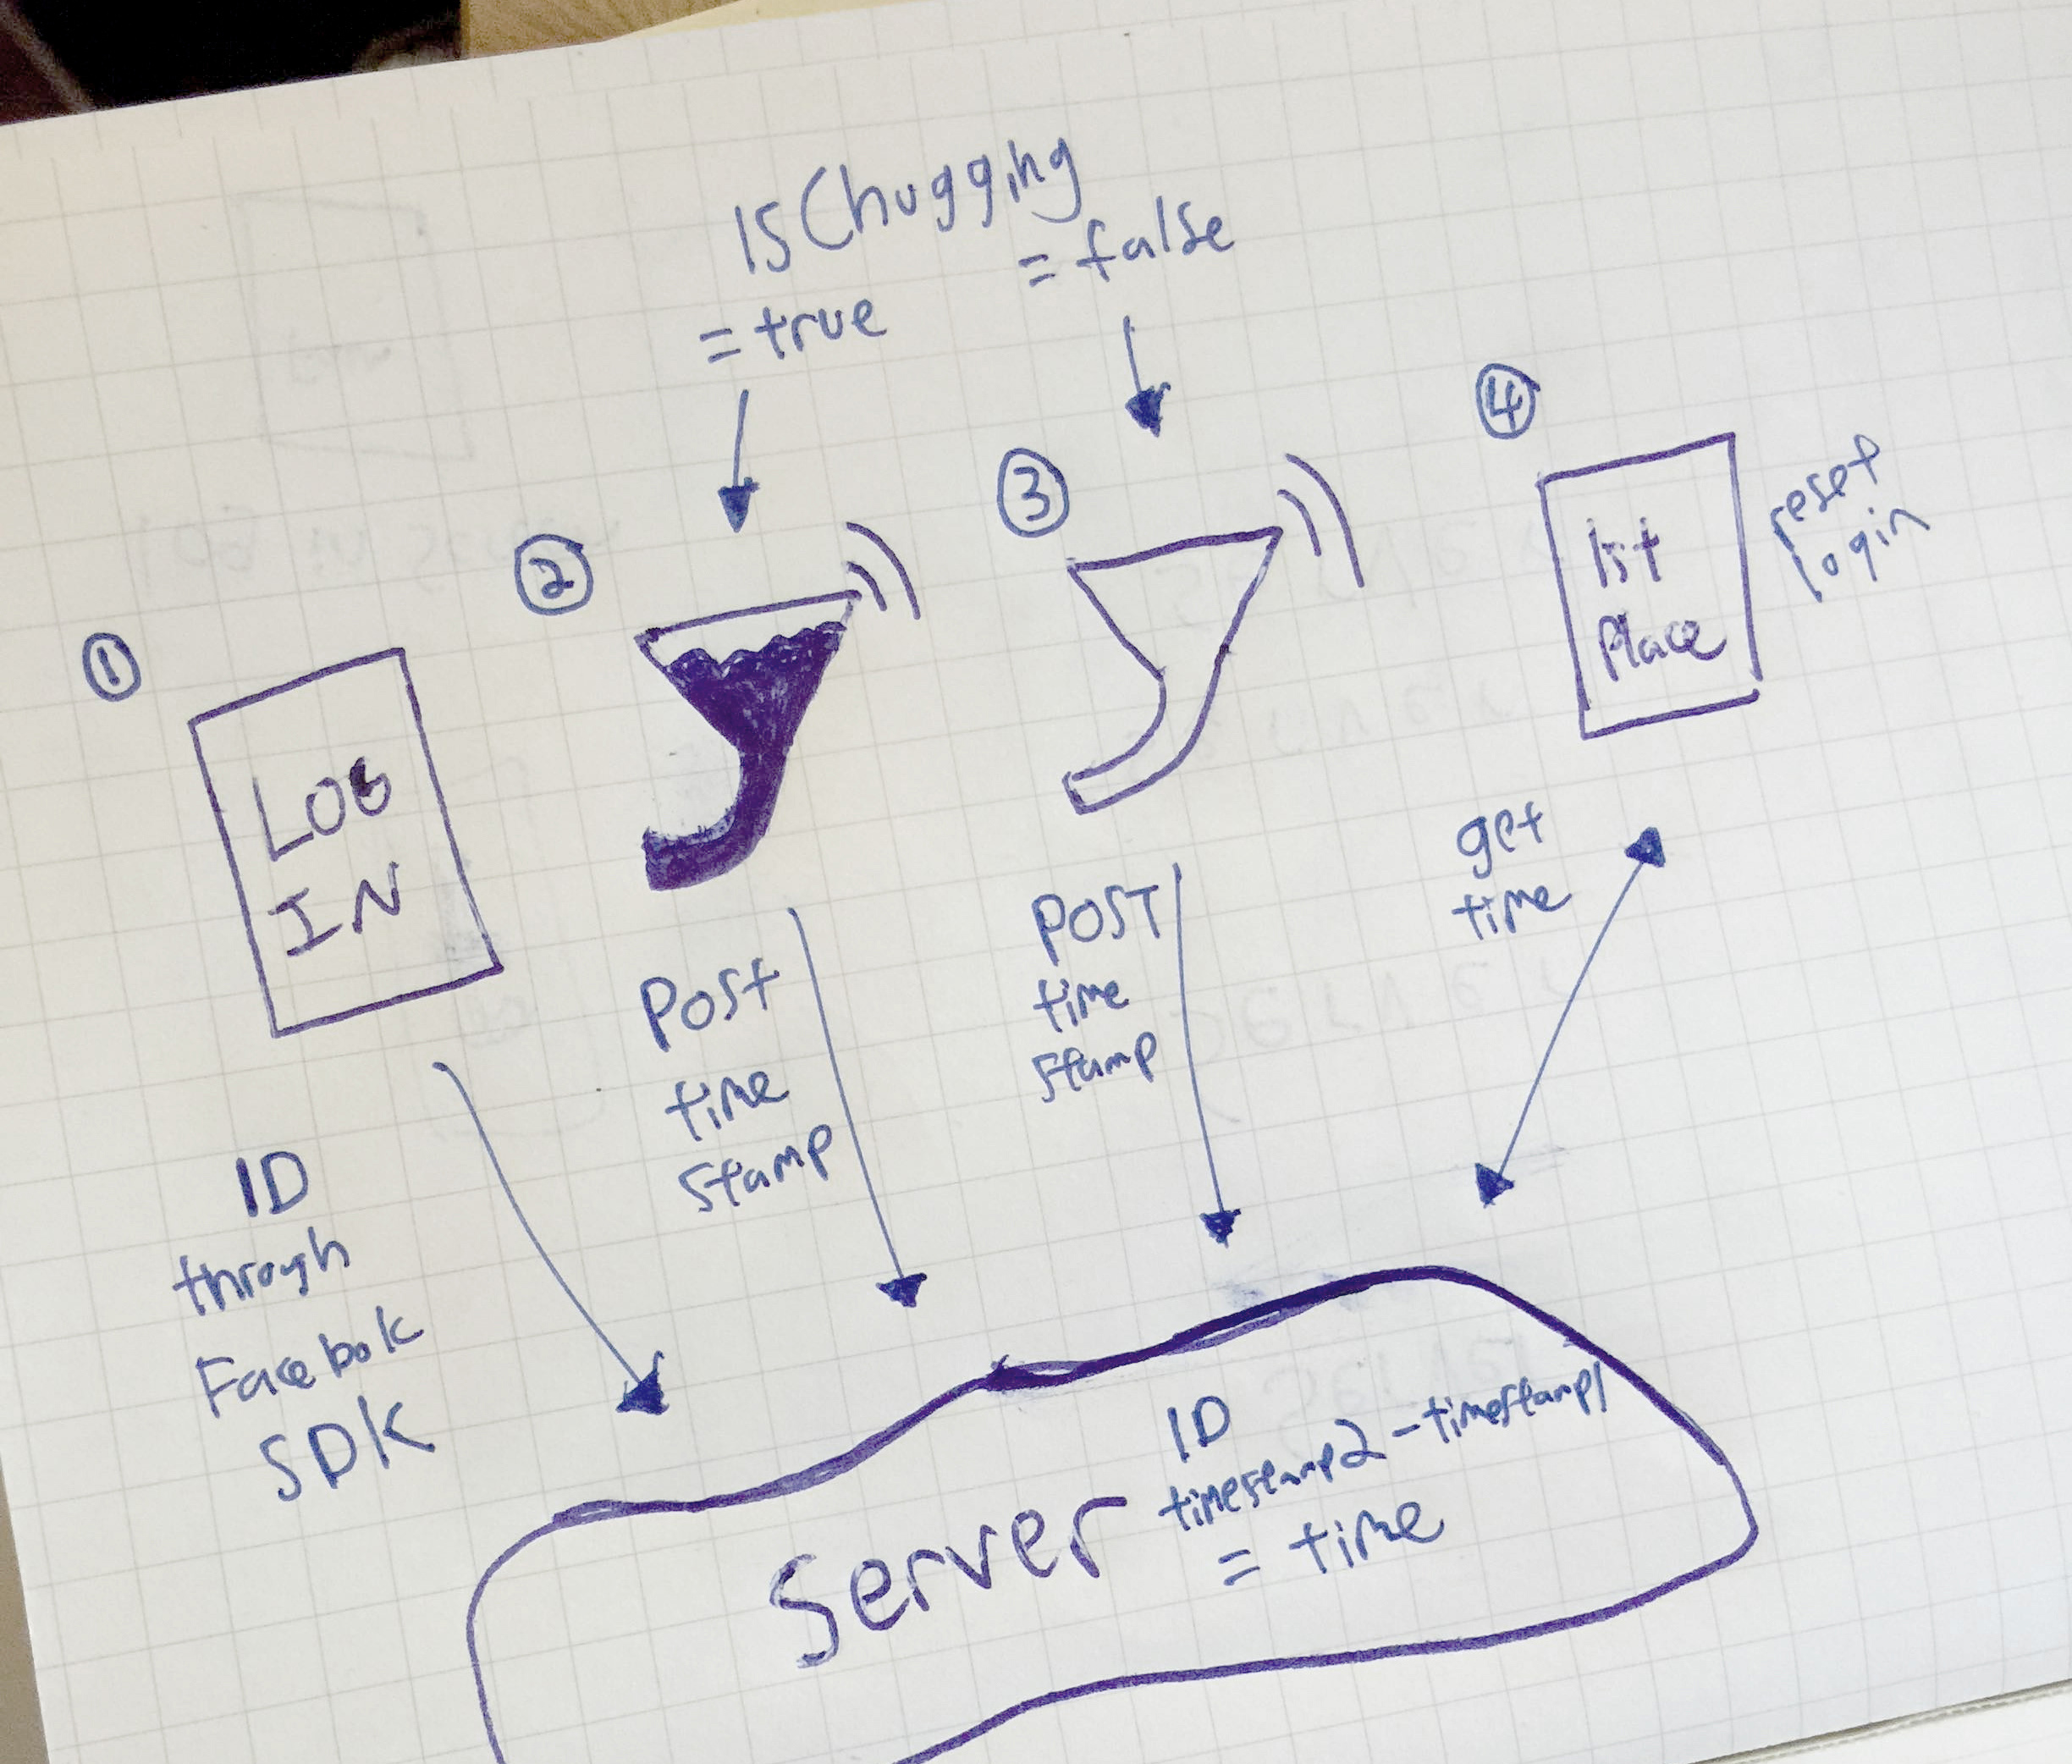 ISChugging
= true
= false
①
LOG
IN
②
③
④
1st
Place
reset
login
ID
through
Facebok
SDK
Post
time
stamp
POST
time
stamp
get
time
Server
ID
timestamp2 - timestamp1
= time